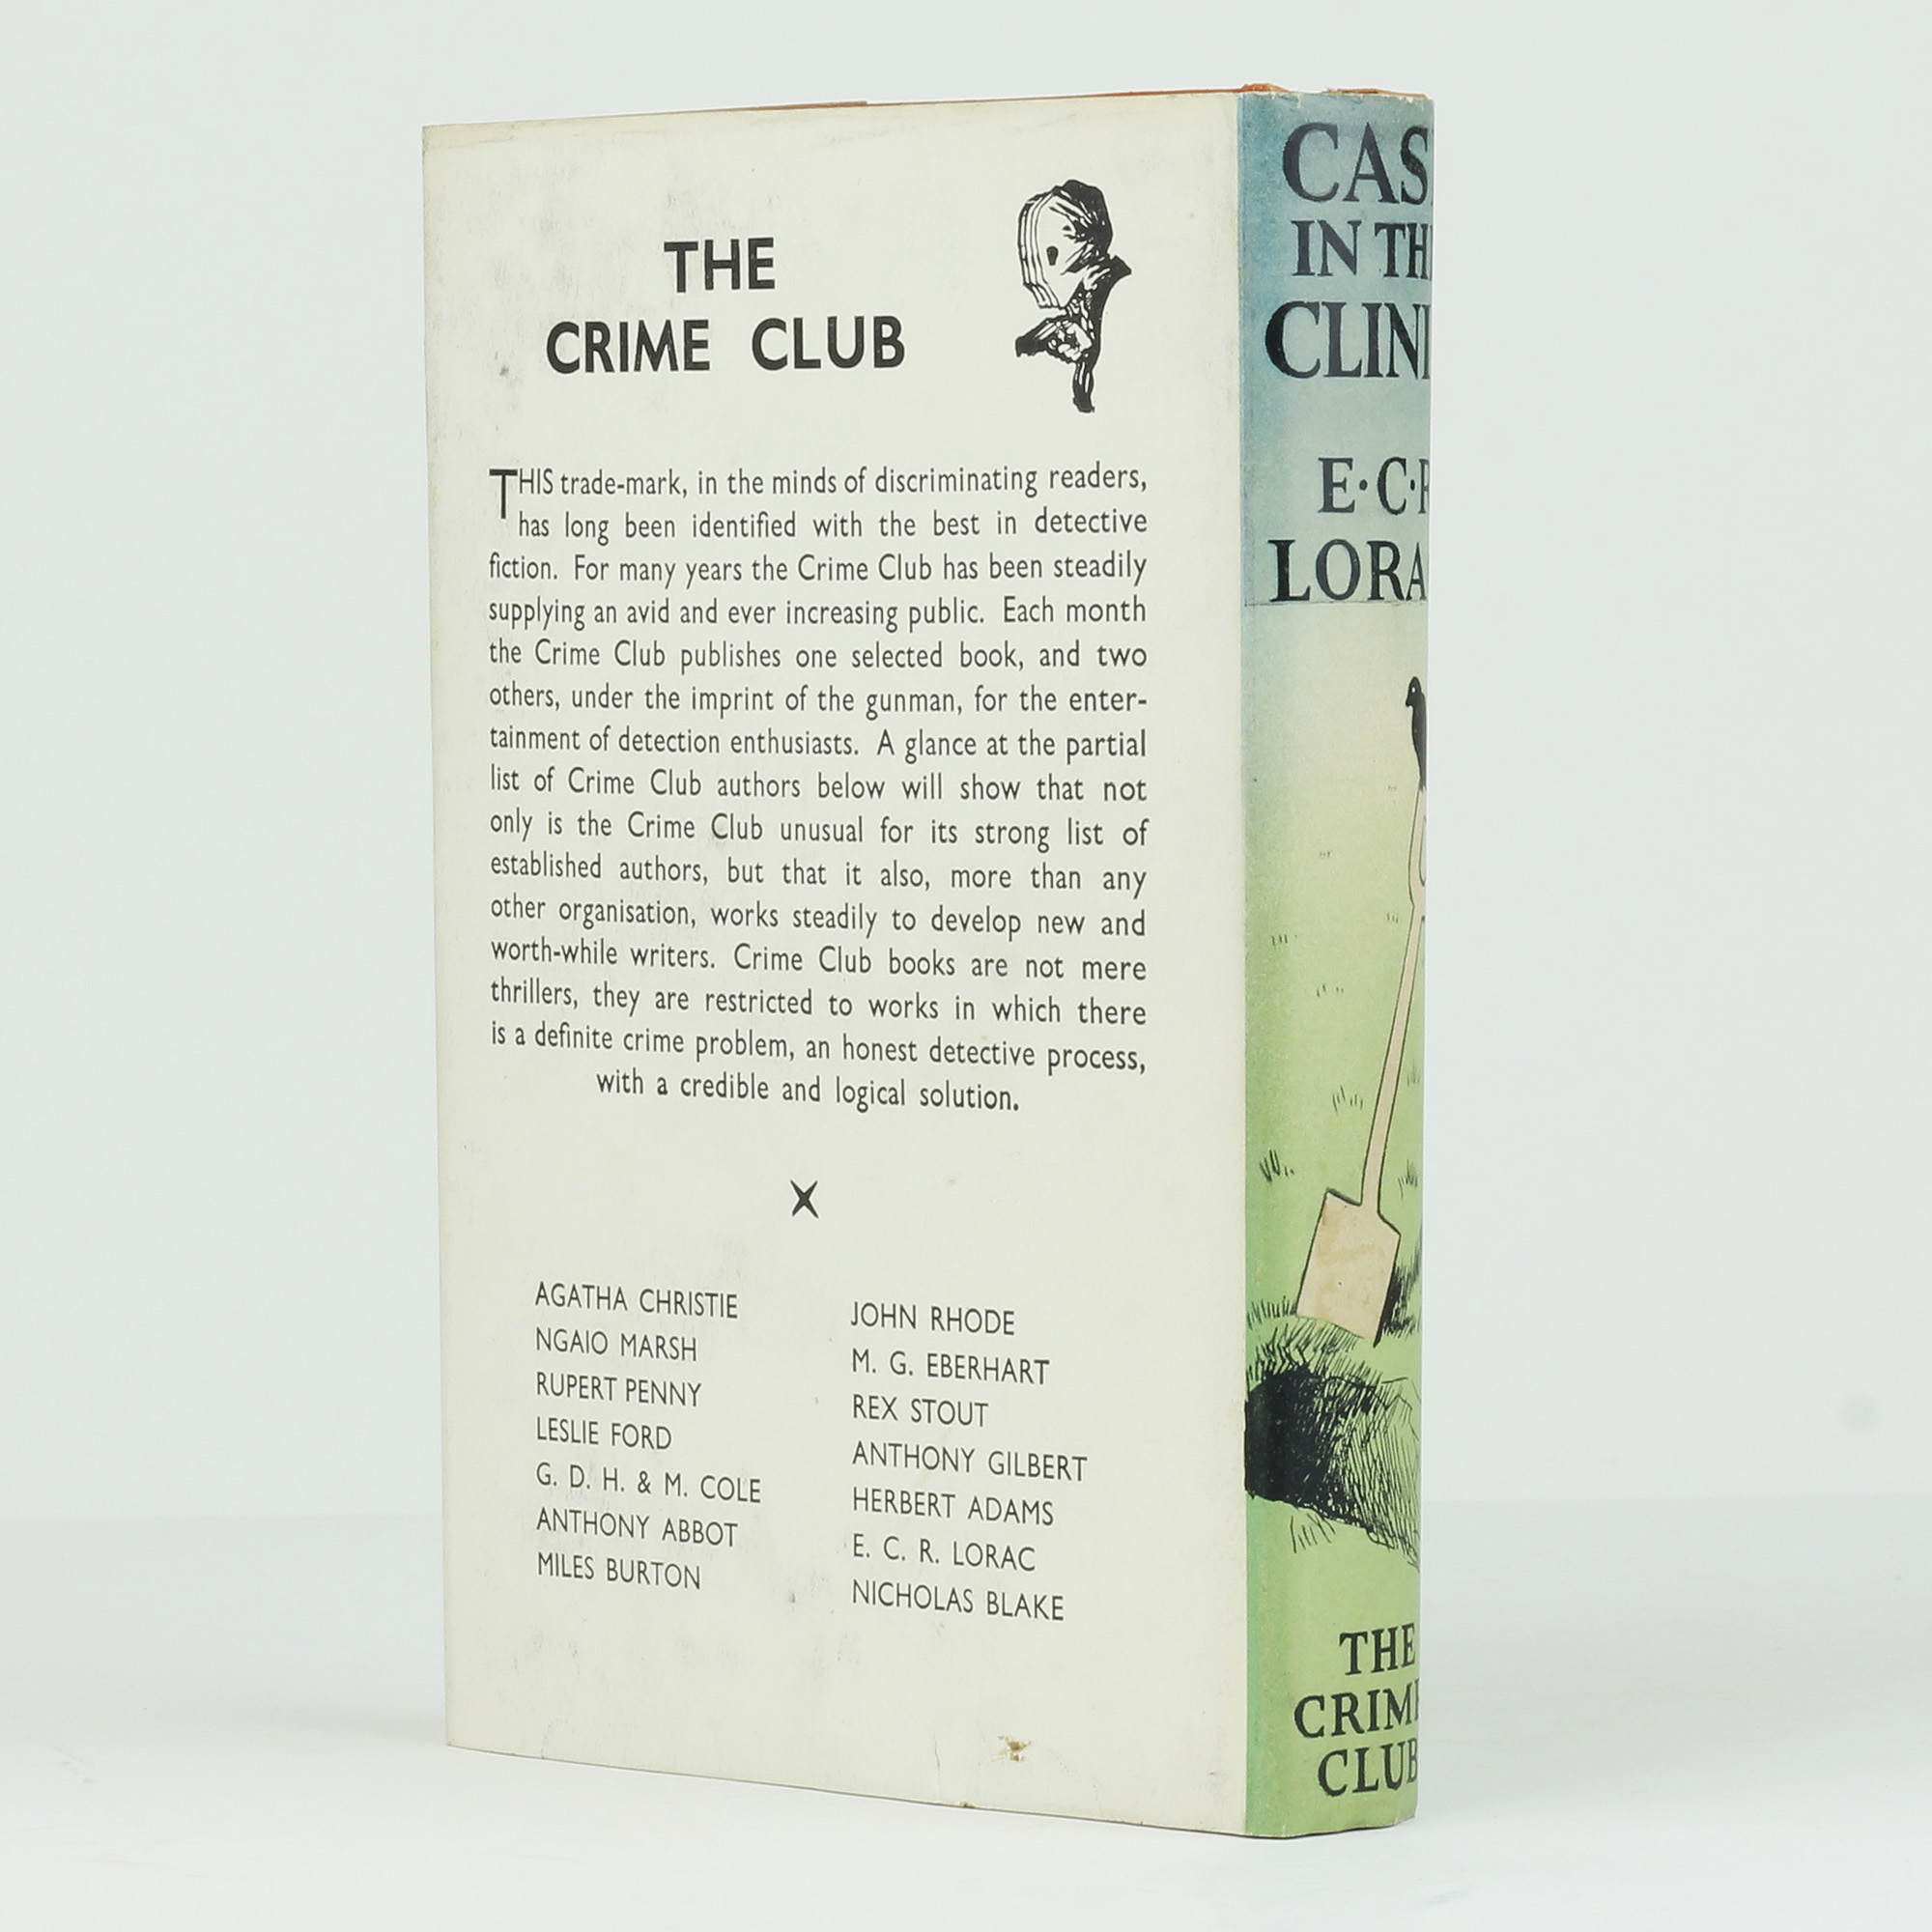 THE
CRIME CLUB
THIS trade-mark, in the minds of discriminating readers,
has long been identified with the best in detective
fiction. For many years the Crime Club has been steadily
supplying an avid and ever increasing public. Each month
the Crime Club publishes one selected book, and two
others, under the imprint of the gunman, for the enter-
tainment of detection enthusiasts. A glance at the partial
list of Crime Club authors below will show that not
only is the Crime Club unusual for its strong list of
established authors, but that it also, more than any
other organisation, works steadily to develop new and
worth-while writers. Crime Club books are not mere
thrillers, they are restricted to works in which there
is a definite crime problem, an honest detective process,
with a credible and logical solution.
AGATHA CHRISTIE
NGAIO MARSH
RUPERT PENNY
LESLIE FORD
G. D. H. & M. COLE
ANTHONY ABBOT
MILES BURTON
JOHN RHODE
M. G. EBERHART
REX STOUT
ANTHONY GILBERT
HERBERT ADAMS
E. C. R. LORAC
NICHOLAS BLAKE
CAS
IN TH
CLINI
E·C·R
LORA
THE
CRIME
CLUB